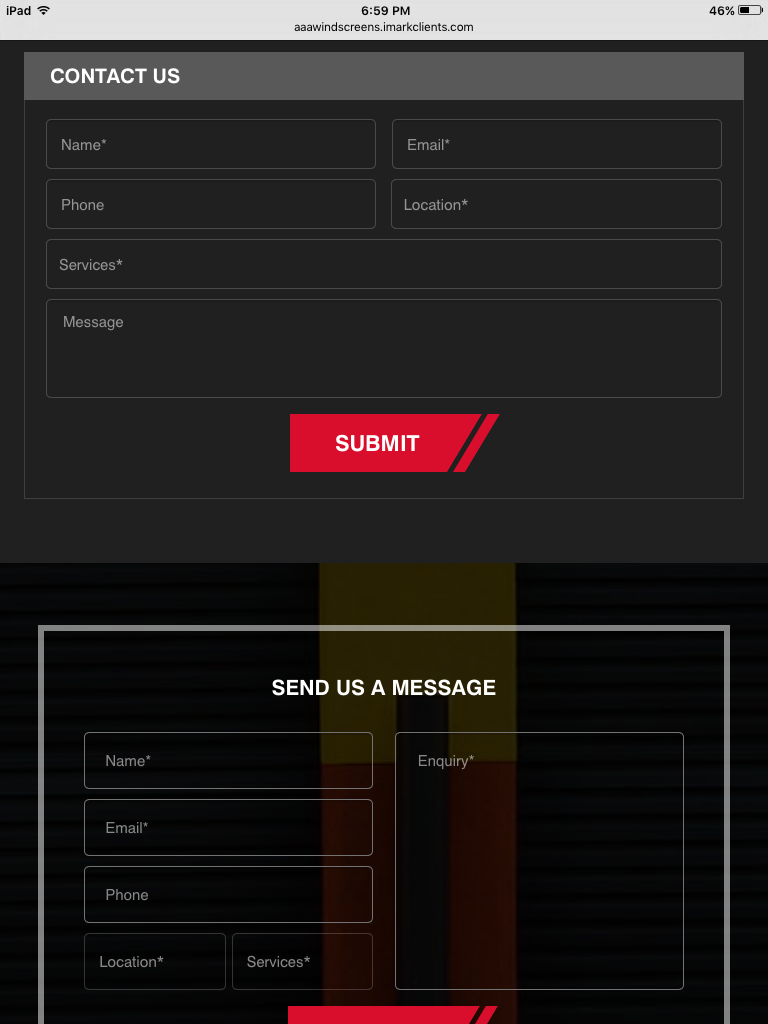 iPad 6:59 PM 46%
aaawindscreens.imarkclients.com
CONTACT US
Name* Email*
Phone Location*
Services*
Message
SUBMIT
SEND US A MESSAGE
Name* Enquiry*
Email*
Phone
Location* Services*